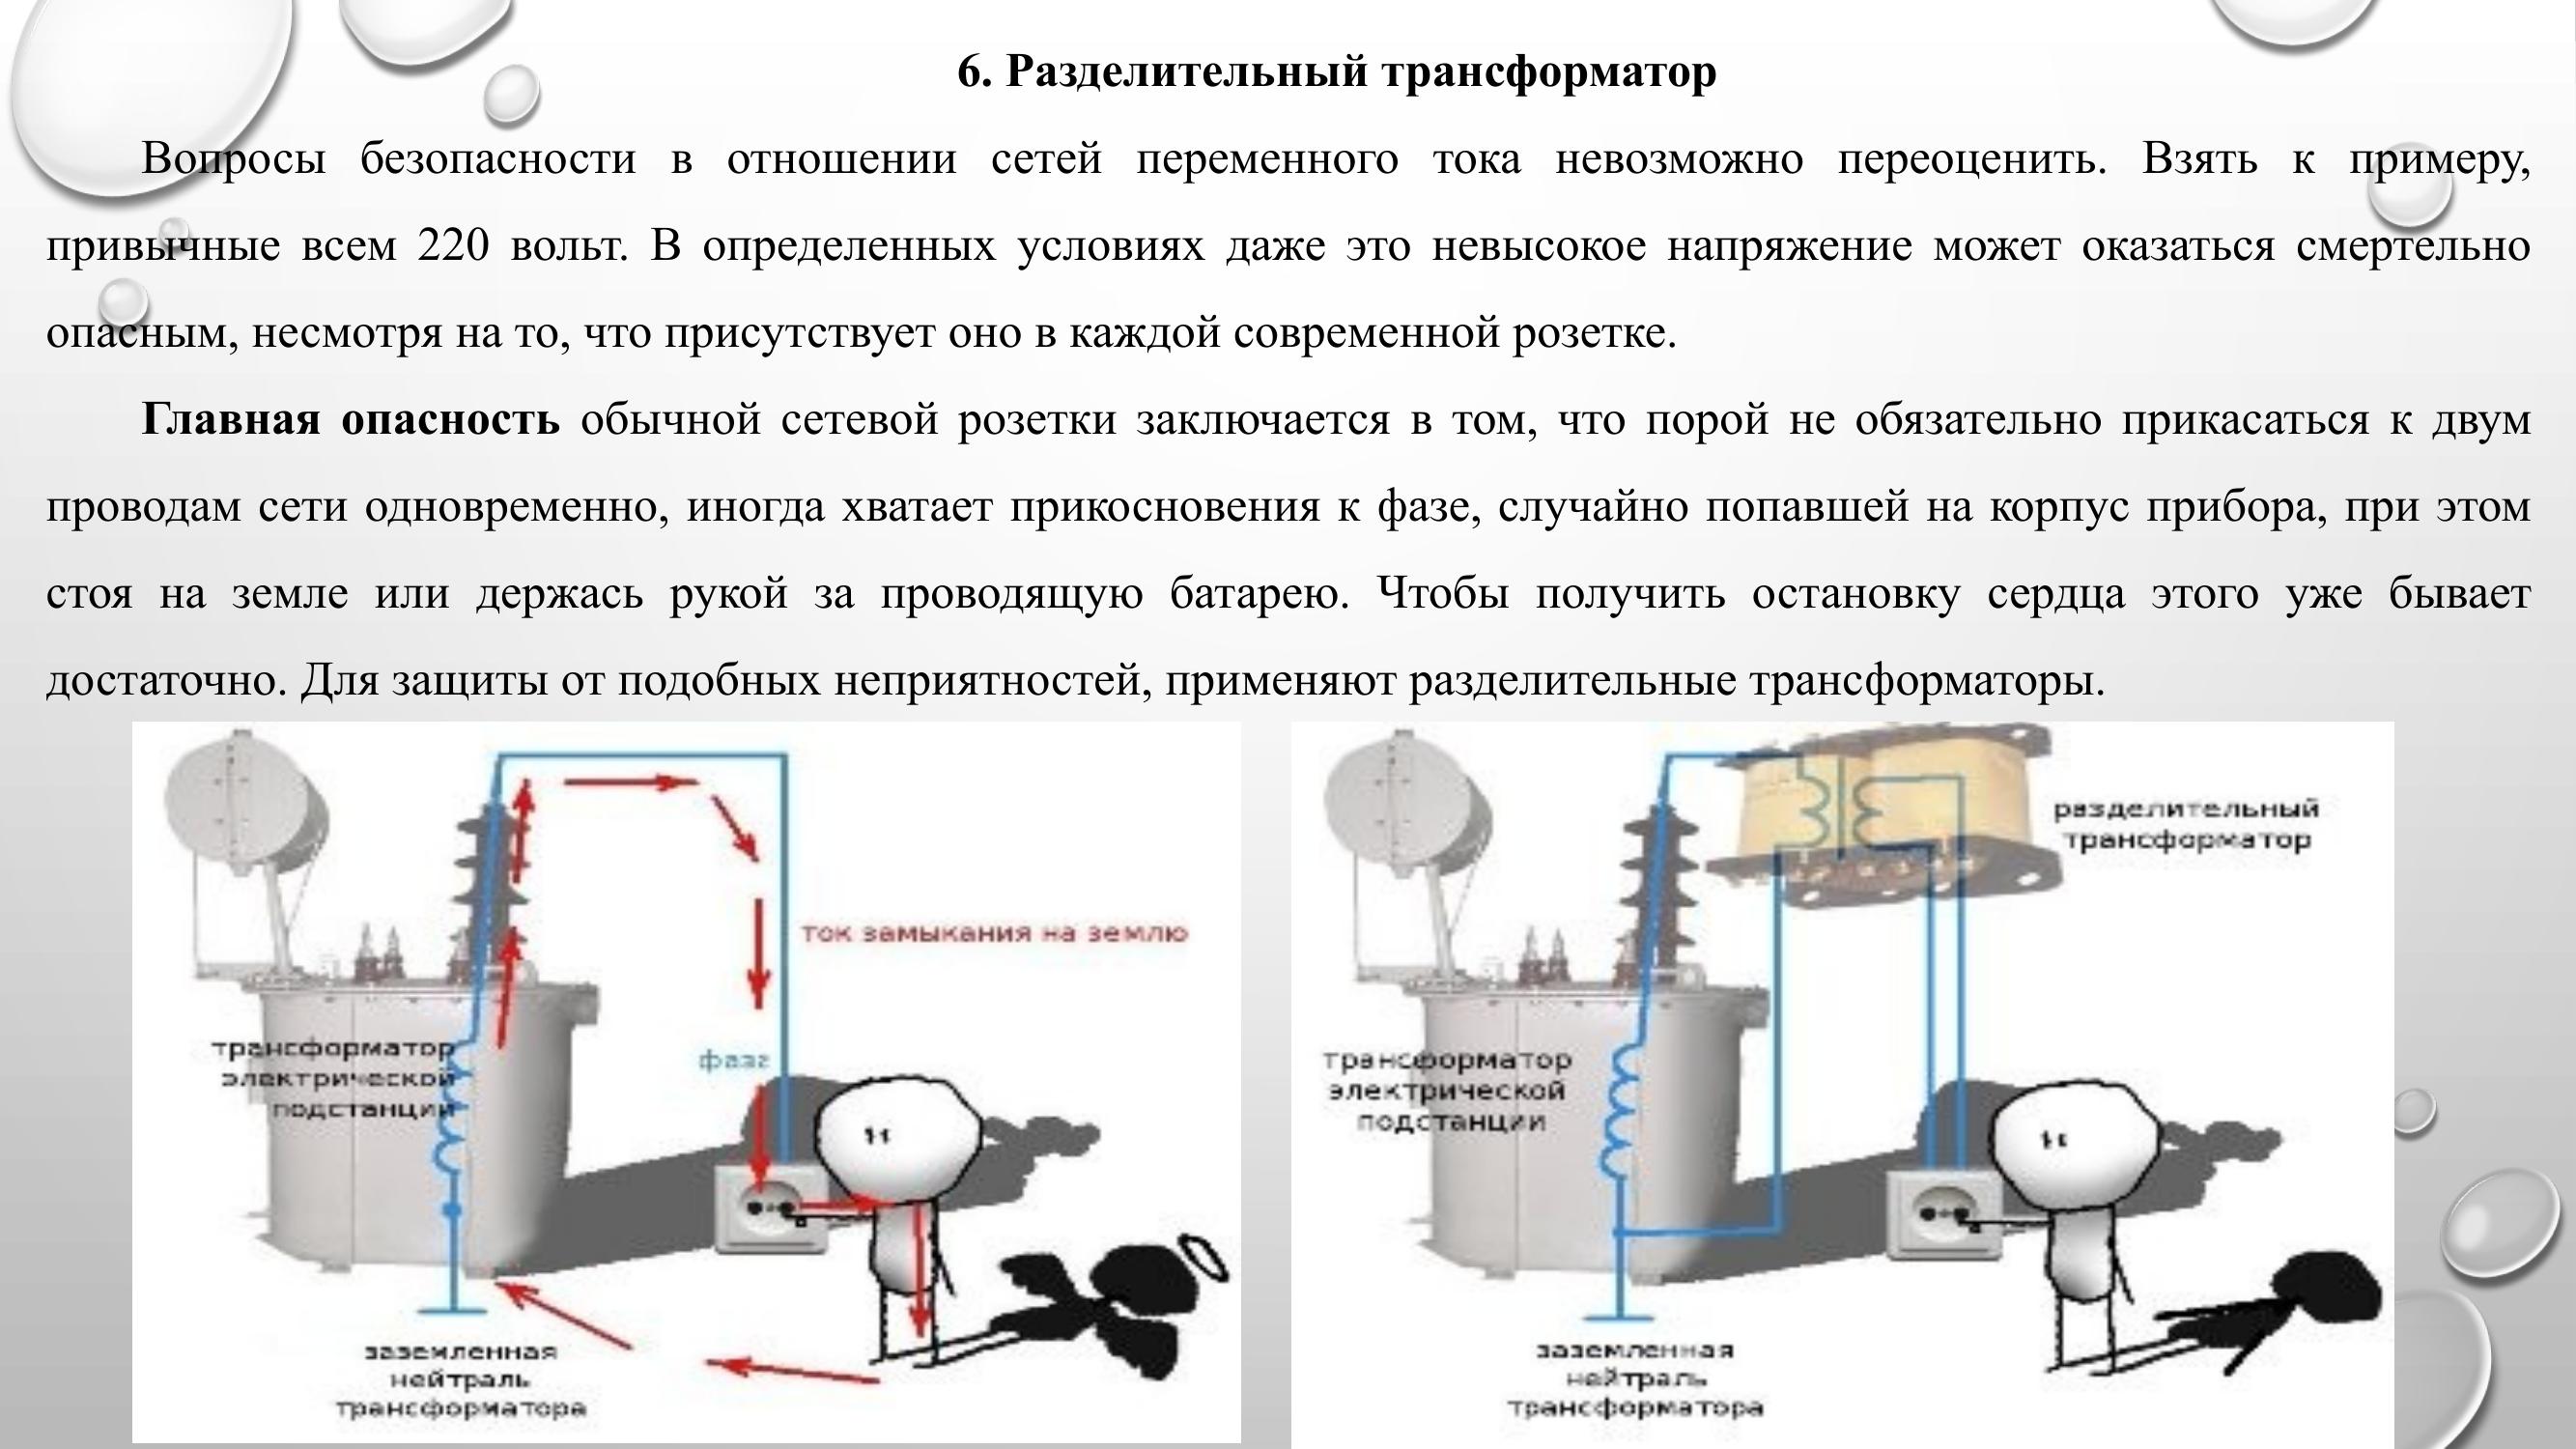 6. Разделительный трансформатор
Вопросы безопасности в отношении сетей переменного тока невозможно переоценить. Взять к примеру,
привычные всем 220 вольт. В определенных условиях даже это невысокое напряжение может оказаться смертельно
опасным, несмотря на то, что присутствует оно в каждой современной розетке.
Главная опасность обычной сетевой розетки заключается в том, что порой не обязательно прикасаться к двум
проводам сети одновременно, иногда хватает прикосновения к фазе, случайно попавшей на корпус прибора, при этом
стоя на земле или держась рукой за проводящую батарею. Чтобы получить остановку сердца этого уже бывает
достаточно. Для защиты от подобных неприятностей, применяют разделительные трансформаторы.
ток замыкания на землю
фаза
трансформатор
электрической
подстанции
заземленная
нейтраль
трансформатора
разделительный
трансформатор
трансформатор
электрической
подстанции
заземленная
нейтраль
трансформатора